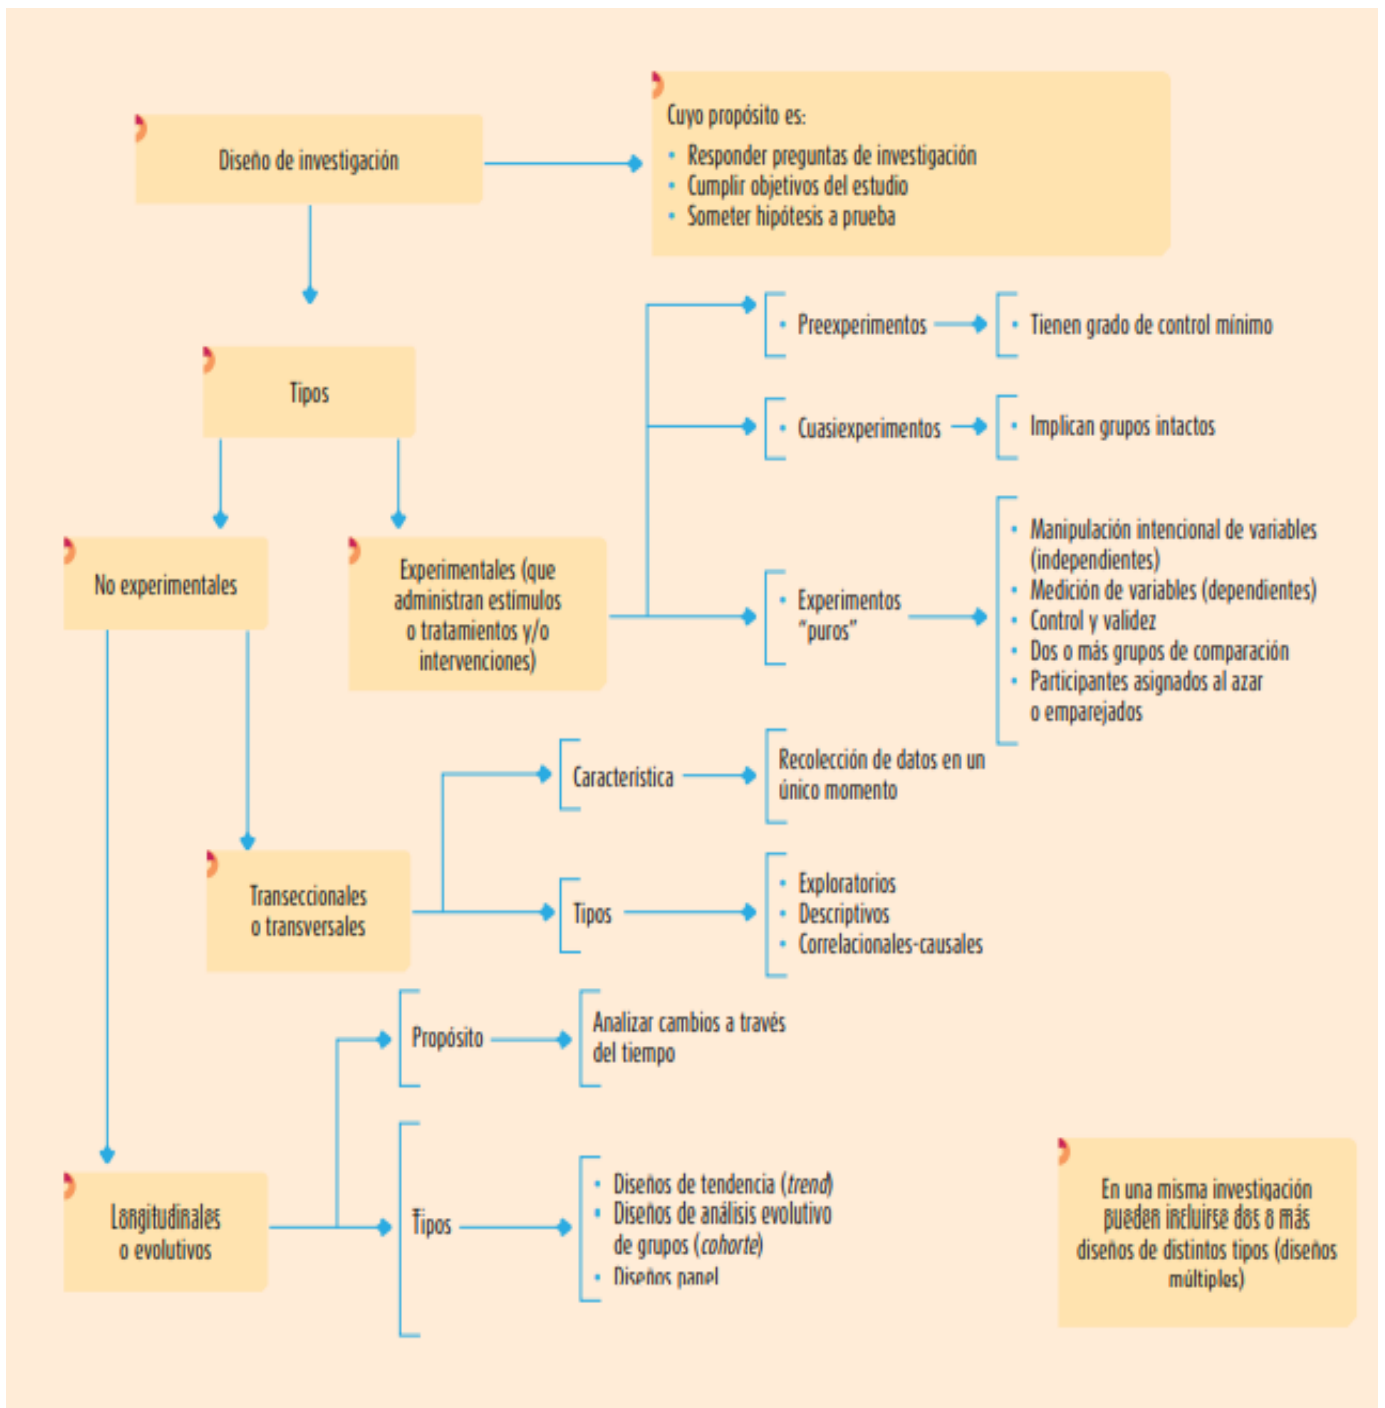 Diseño de investigación
Cuyo propósito es:
• Responder preguntas de investigación
• Cumplir objetivos del estudio
• Someter hipótesis a prueba
Tipos
• Preexperimentos
• Tienen grado de control mínimo
• Cuasiexperimentos
• Implican grupos intactos
No experimentales
Experimentales (que
administran estímulos
o tratamientos y/o
intervenciones)
• Experimentos
“puros”
• Manipulación intencional de variables
(independientes)
• Medición de variables (dependientes)
• Control y validez
• Dos o más grupos de comparación
• Participantes asignados al azar
o emparejados
Característica
Recolección de datos en un
único momento
Transeccionales
o transversales
Tipos
• Exploratorios
• Descriptivos
• Correlacionales-causales
Propósito
Analizar cambios a través
del tiempo
Longitudinales
o evolutivos
Tipos
• Diseños de tendencia (trend)
• Diseños de análisis evolutivo
de grupos (cohorte)
• Diseños panel
En una misma investigación
pueden incluirse dos o más
diseños de distintos tipos (diseños
múltiples)